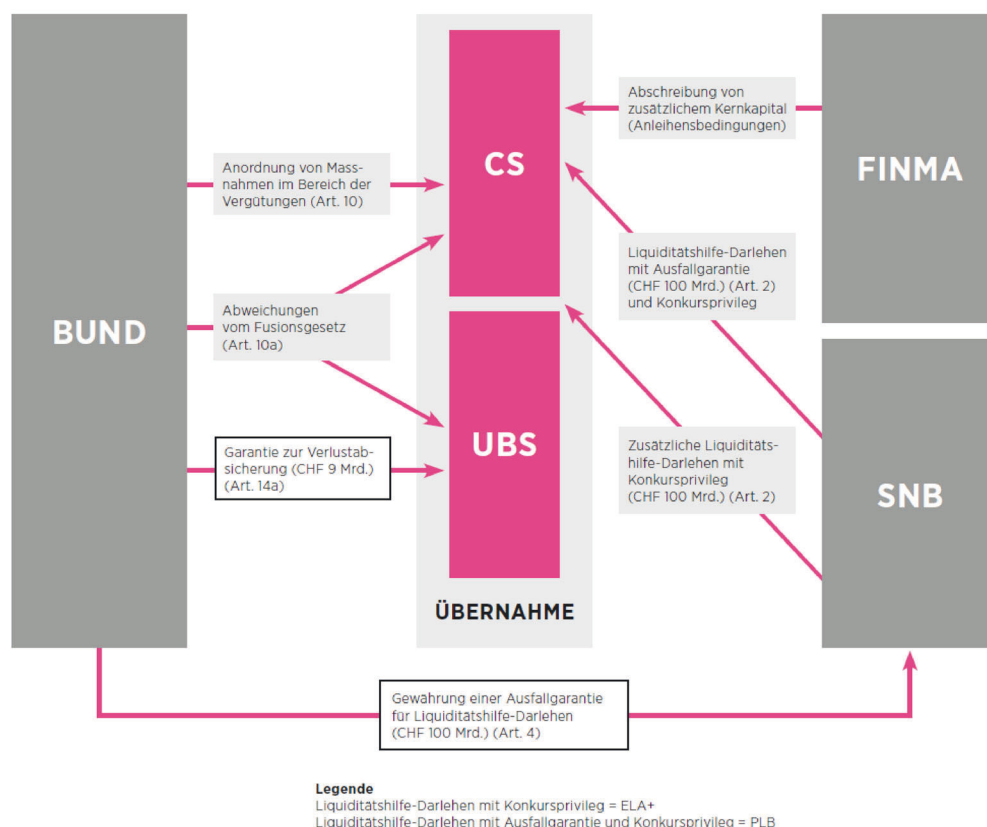 BUND
Anordnung von Mass-
nahmen im Bereich der
Vergütungen (Art. 10)
Abweichungen
vom Fusionsgesetz
(Art. 10a)
Garantie zur Verlustab-
sicherung (CHF 9 Mrd.)
(Art. 14a)
CS
UBS
ÜBERNAHME
Abschreibung von
zusätzlichem Kernkapital
(Anleihensbedingungen)
Liquiditätshilfe-Darlehen
mit Ausfallgarantie
(CHF 100 Mrd.) (Art. 2)
und Konkursprivileg
Zusätzliche Liquiditäts-
hilfe-Darlehen mit
Konkursprivileg
(CHF 100 Mrd.) (Art. 2)
FINMA
SNB
Gewährung einer Ausfallgarantie
für Liquiditätshilfe-Darlehen
(CHF 100 Mrd.) (Art. 4)
Legende
Liquiditätshilfe-Darlehen mit Konkursprivileg = ELA+
Liquiditätshilfe-Darlehen mit Ausfallgarantie und Konkursprivileg = PLB